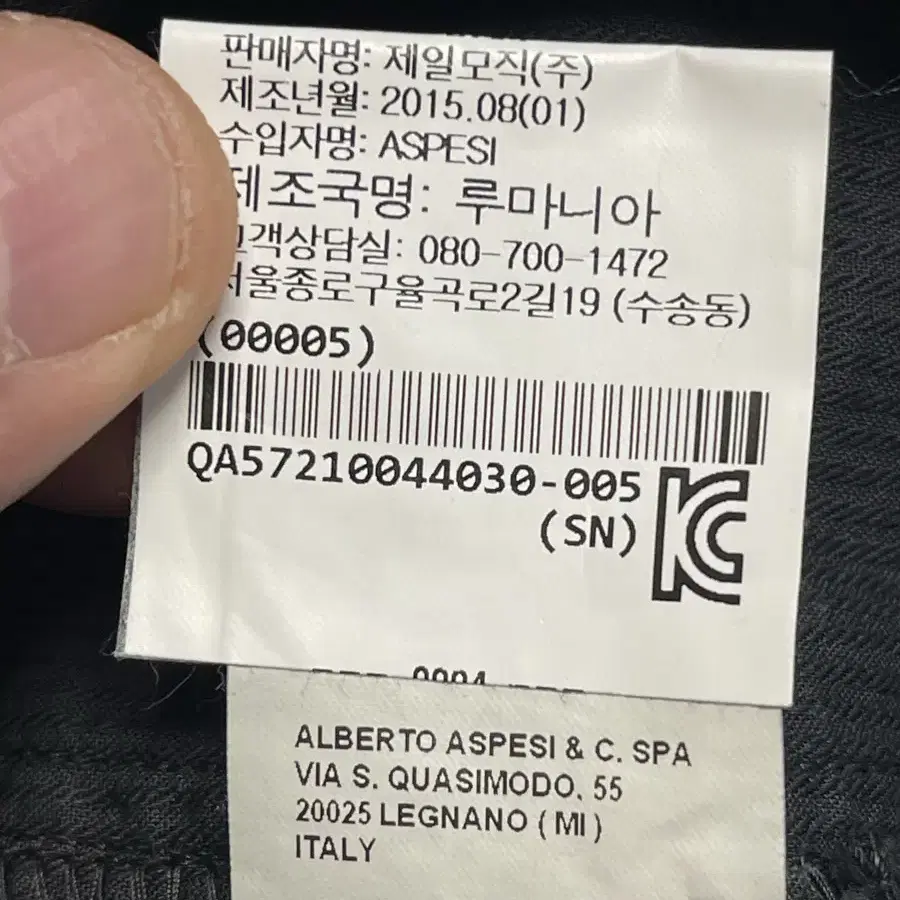 판매자명: 제일모직(주)
제조년월: 2015.08(01)
수입자명: ASPESI
제조국명: 루마니아
고객상담실: 080-700-1472
서울종로구율곡로2길19 (수송동)
(00005)
QA57210044030-005
(SN)
KC
ALBERTO ASPESI & C. SPA
VIA S. QUASIMODO, 55
20025 LEGNANO (MI)
ITALY